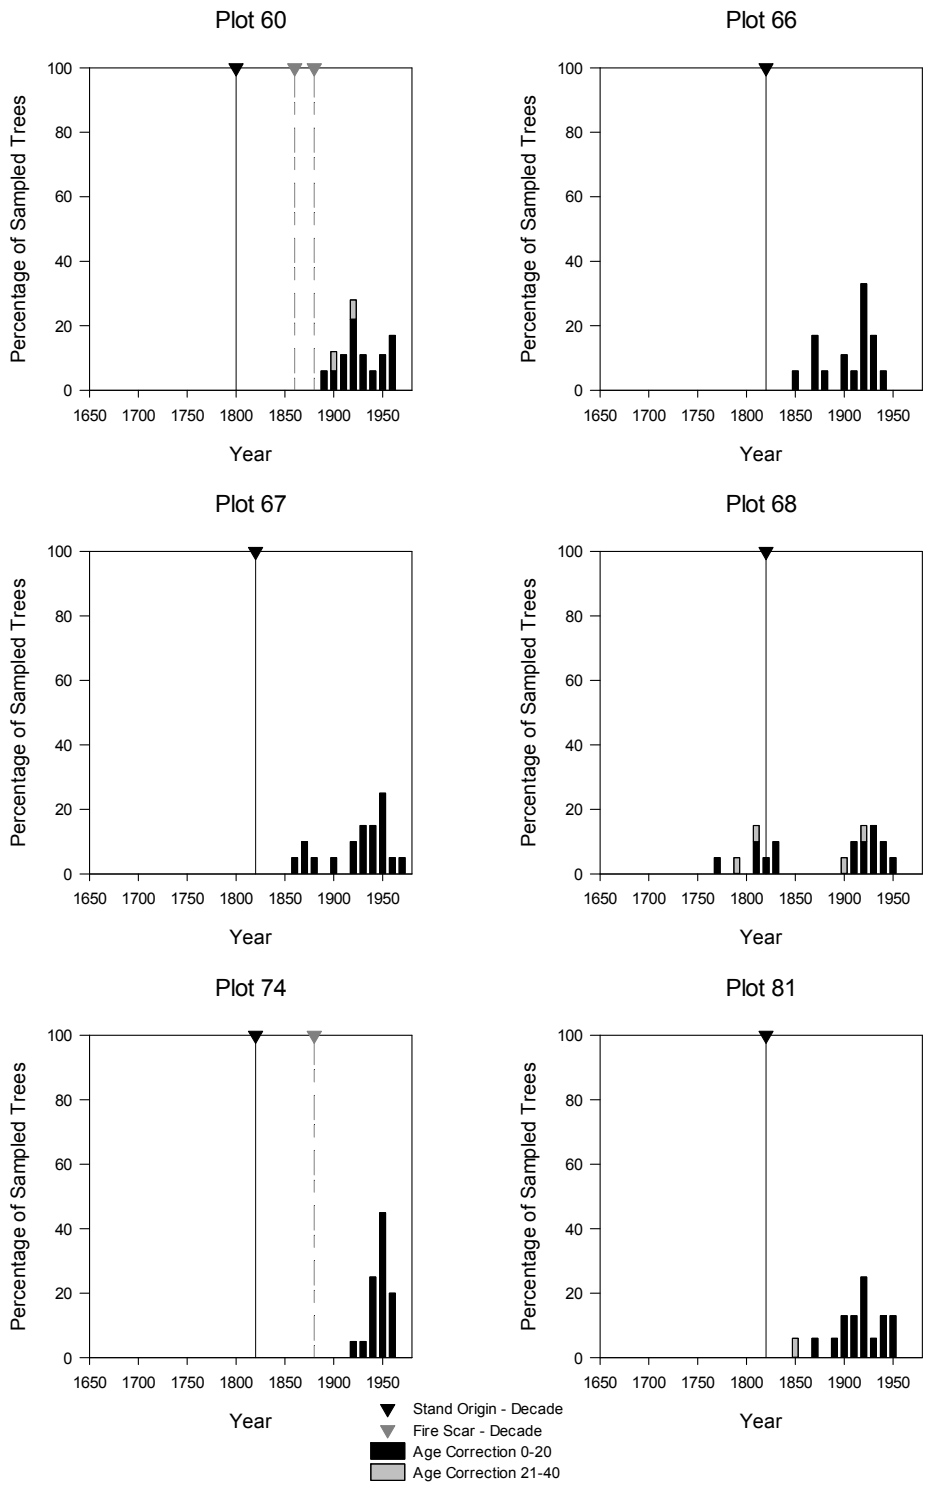 Plot 60
Plot 66
100
80
60
40
20
0
Percentage of Sampled Trees
1650 1700 1750 1800 1850 1900 1950
Year
100
80
60
40
20
0
Percentage of Sampled Trees
1650 1700 1750 1800 1850 1900 1950
Year
Plot 67
Plot 68
100
80
60
40
20
0
Percentage of Sampled Trees
1650 1700 1750 1800 1850 1900 1950
Year
100
80
60
40
20
0
Percentage of Sampled Trees
1650 1700 1750 1800 1850 1900 1950
Year
Plot 74
Plot 81
100
80
60
40
20
0
Percentage of Sampled Trees
1650 1700 1750 1800 1850 1900 1950
Year
100
80
60
40
20
0
Percentage of Sampled Trees
1650 1700 1750 1800 1850 1900 1950
Year
Stand Origin - Decade
Fire Scar - Decade
Age Correction 0-20
Age Correction 21-40